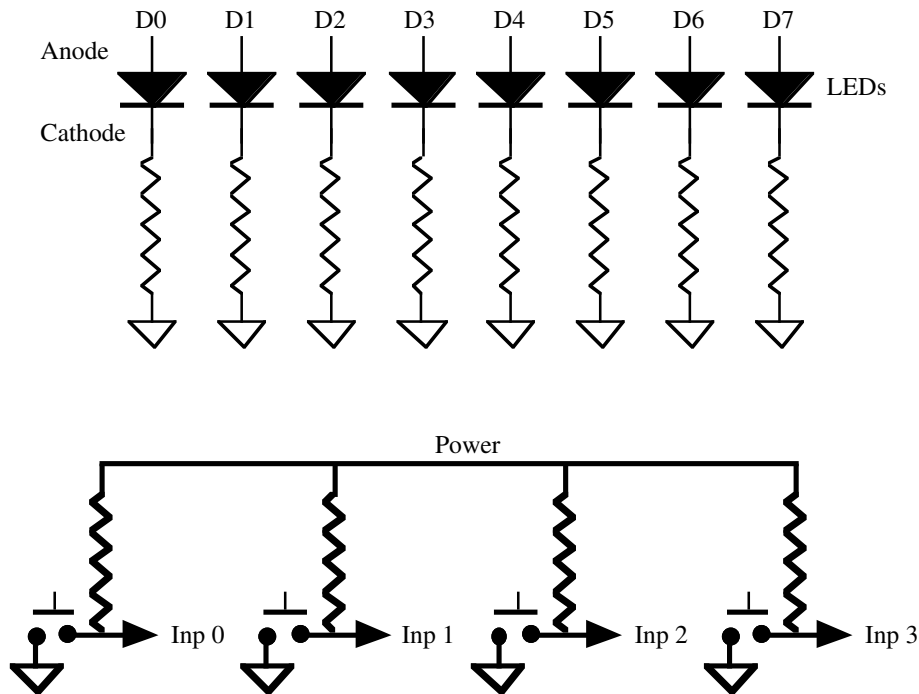 D0 D1 D2 D3 D4 D5 D6 D7
Anode
LEDs
Cathode
Power
Inp 0 Inp 1 Inp 2 Inp 3